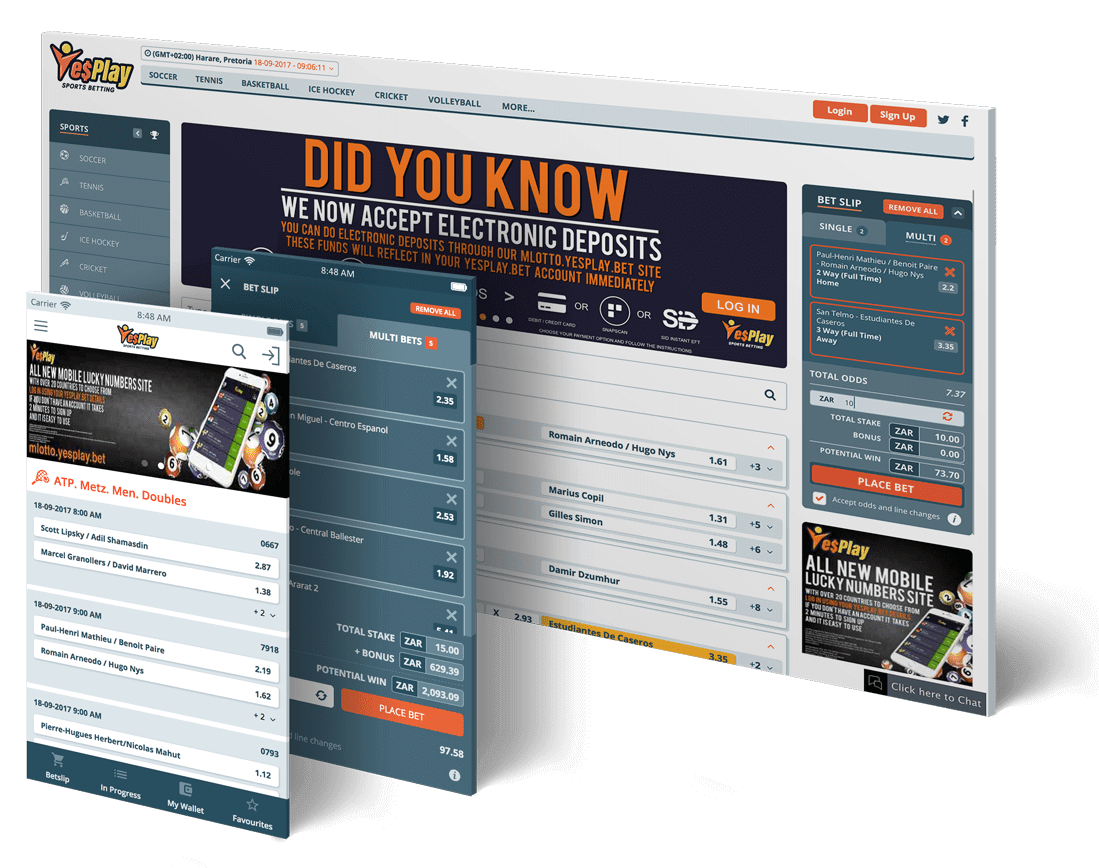 Ye$Play
SPORTS BETTING
(GMT+02:00) Harare, Pretoria 18-09-2017 - 09:06:11
SOCCER
TENNIS
BASKETBALL
ICE HOCKEY
CRICKET
VOLLEYBALL
MORE...
Login
Sign Up
SPORTS
SOCCER
TENNIS
BASKETBALL
ICE HOCKEY
CRICKET
VOLLEYBALL
DID YOU KNOW
WE NOW ACCEPT ELECTRONIC DEPOSITS
YOU CAN DO ELECTRONIC DEPOSITS THROUGH OUR MLOTTO.YESPLAY.BET SITE
THESE FUNDS WILL REFLECT IN YOUR YESPLAY.BET ACCOUNT IMMEDIATELY
>
OR
OR
SiD
DEBIT / CREDIT CARD
SNAPSCAN
SID INSTANT EFT
CHOOSE YOUR PAYMENT OPTION AND FOLLOW THE INSTRUCTIONS
LOG IN
Ye$Play
SPORTS BETTING
Romain Arneodo / Hugo Nys
1.61
+3
Marius Copil
1.31
+5
Gilles Simon
1.48
+6
Damir Dzumhur
1.55
+8
X
2.93
Estudiantes De Caseros
3.35
+2
BET SLIP
REMOVE ALL
SINGLE 2
MULTI 2
Paul-Henri Mathieu / Benoit Paire
- Romain Arneodo / Hugo Nys
2 Way (Full Time)
Home
2.2
San Telmo - Estudiantes De
Caseros
3 Way (Full Time)
Away
3.35
TOTAL ODDS
7.37
ZAR 10
TOTAL STAKE ZAR 10.00
BONUS ZAR 0.00
POTENTIAL WIN ZAR 73.70
PLACE BET
Accept odds and line changes
Ye$Play
ALL NEW MOBILE
LUCKY NUMBERS SITE
WITH OVER 20 COUNTRIES TO CHOOSE FROM
LOG IN USING YOUR YESPLAY.BET DETAILS
IF YOU DON'T HAVE AN ACCOUNT IT TAKES
2 MINUTES TO SIGN UP
AND IT IS EASY TO USE
Click here to Chat
Carrier
8:48 AM
BET SLIP
REMOVE ALL
5
MULTI BETS 5
Estudiantes De Caseros
2.35
n Miguel - Centro Espanol
1.58
ole
2.53
o - Central Ballester
1.92
Ararat 2
5.41
TOTAL STAKE ZAR 15.00
+ BONUS ZAR 629.39
POTENTIAL WIN ZAR 2,093.09
PLACE BET
d line changes
97.58
Carrier
8:48 AM
Ye$Play
SPORTS BETTING
Ye$Play
ALL NEW MOBILE LUCKY NUMBERS SITE
WITH OVER 20 COUNTRIES TO CHOOSE FROM
LOG IN USING YOUR YESPLAY.BET DETAILS
IF YOU DON'T HAVE AN ACCOUNT IT TAKES
2 MINUTES TO SIGN UP
AND IT IS EASY TO USE
mlotto.yesplay.bet
ATP. Metz. Men. Doubles
18-09-2017 8:00 AM
0667
Scott Lipsky / Adil Shamasdin
2.87
Marcel Granollers / David Marrero
1.38
+ 2
18-09-2017 9:00 AM
7918
Paul-Henri Mathieu / Benoit Paire
2.19
Romain Arneodo / Hugo Nys
1.62
+ 2
18-09-2017 9:00 AM
0793
Pierre-Hugues Herbert/Nicolas Mahut
1.12
Betslip
In Progress
My Wallet
Favourites